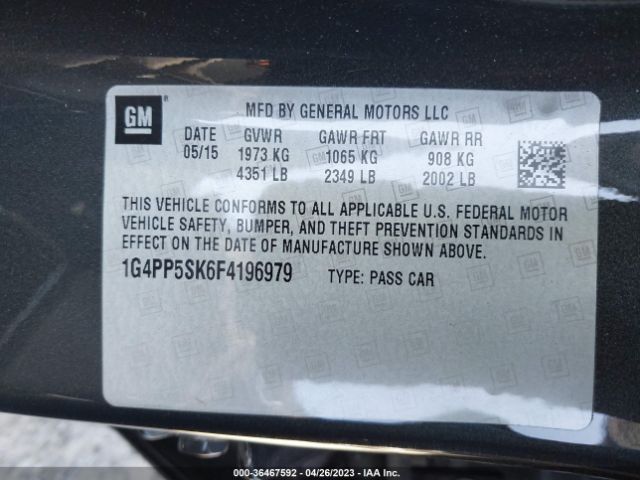 GM ®
MFD BY GENERAL MOTORS LLC
DATE GVWR GAWR FRT GAWR RR
05/15 1973 KG 1065 KG 908 KG
4351 LB 2349 LB 2002 LB
THIS VEHICLE CONFORMS TO ALL APPLICABLE U.S. FEDERAL MOTOR
VEHICLE SAFETY, BUMPER, AND THEFT PREVENTION STANDARDS IN
EFFECT ON THE DATE OF MANUFACTURE SHOWN ABOVE.
1G4PP5SK6F4196979 TYPE: PASS CAR
000-36467592 - 04/26/2023 - IAA Inc.